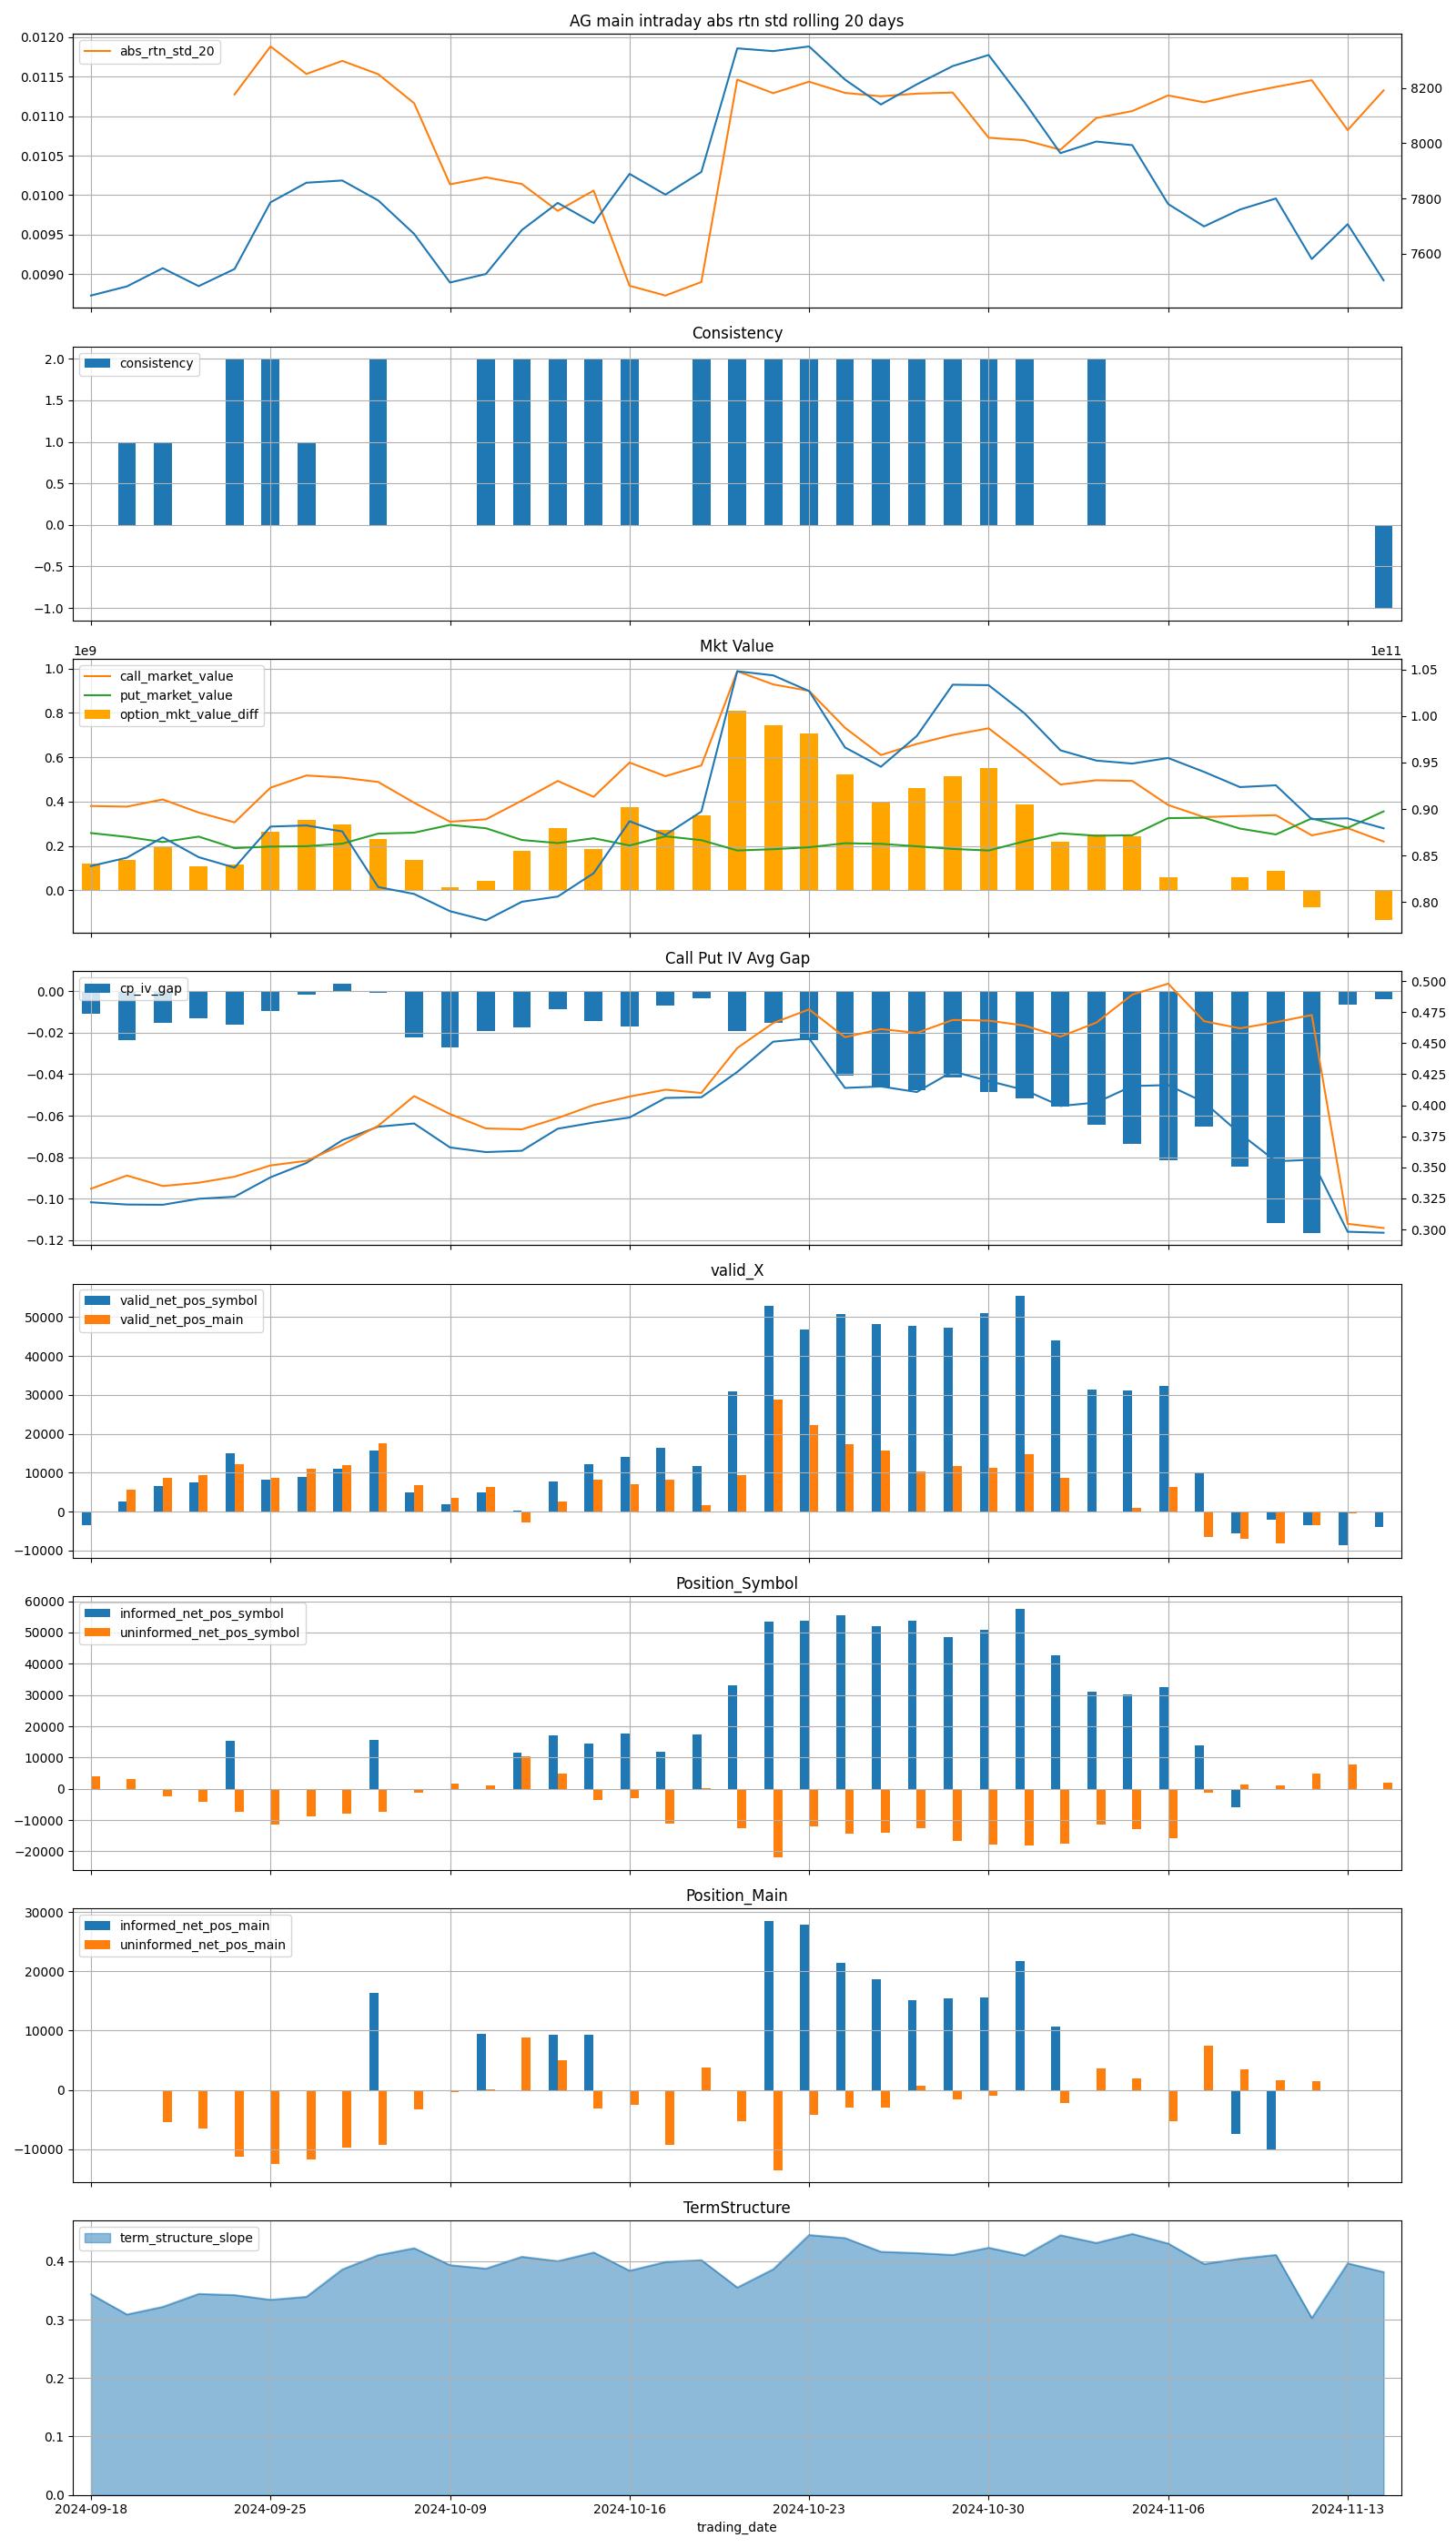 AG main intraday abs rtn std rolling 20 days
abs_rtn_std_20
0.0120
0.0115
0.0110
0.0105
0.0100
0.0095
0.0090
8200
8000
7800
7600
Consistency
consistency
2.0
1.5
1.0
0.5
0.0
−0.5
−1.0
Mkt Value
1e9
1e11
call_market_value
put_market_value
option_mkt_value_diff
1.0
0.8
0.6
0.4
0.2
0.0
1.05
1.00
0.95
0.90
0.85
0.80
Call Put IV Avg Gap
cp_iv_gap
0.00
−0.02
−0.04
−0.06
−0.08
−0.10
−0.12
0.500
0.475
0.450
0.425
0.400
0.375
0.350
0.325
0.300
valid_X
valid_net_pos_symbol
valid_net_pos_main
50000
40000
30000
20000
10000
0
−10000
Position_Symbol
informed_net_pos_symbol
uninformed_net_pos_symbol
60000
50000
40000
30000
20000
10000
0
−10000
−20000
Position_Main
informed_net_pos_main
uninformed_net_pos_main
30000
20000
10000
0
−10000
TermStructure
term_structure_slope
0.4
0.3
0.2
0.1
0.0
2024-09-18 2024-09-25 2024-10-09 2024-10-16 2024-10-23 2024-10-30 2024-11-06 2024-11-13
trading_date